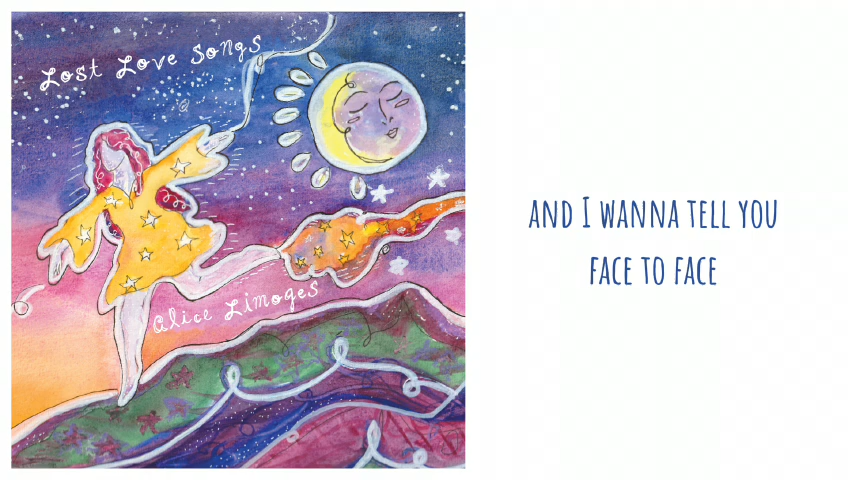 Lost Love Songs
Alice Limoges
AND I WANNA TELL YOU
FACE TO FACE